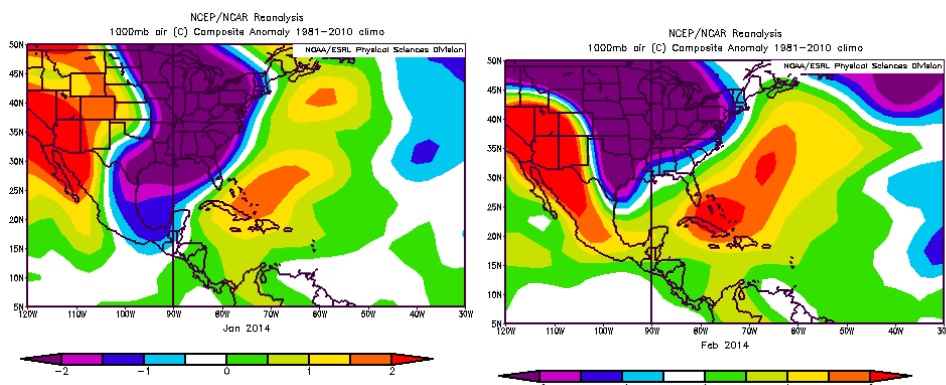 NCEP/NCAR Reanalysis
1000mb air (C) Composite Anomaly 1981-2010 climo
NOAA/ESRL Physical Sciences Division
50N
45N
40N
35N
30N
25N
20N
15N
10N
5N
120W 110W 100W 90W 80W 70W 60W 50W 40W 30W
Jan 2014
-2 -1 0 1 2
NCEP/NCAR Reanalysis
1000mb air (C) Composite Anomaly 1981-2010 climo
NOAA/ESRL Physical Sciences Division
50N
45N
40N
35N
30N
25N
20N
15N
10N
5N
120W 110W 100W 90W 80W 70W 60W 50W 40W
Feb 2014